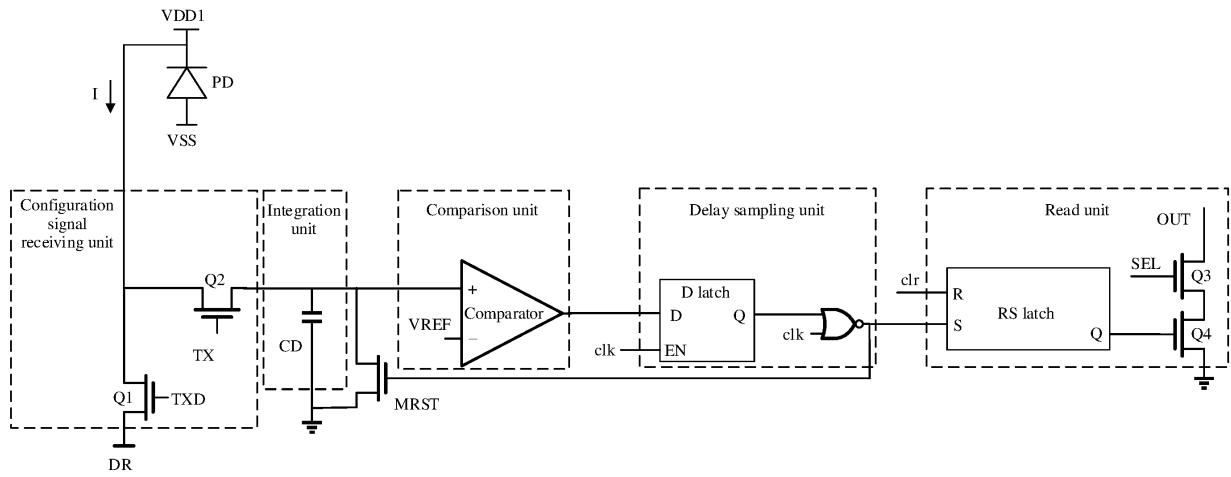 VDD1
PD
I
VSS
Configuration
signal
receiving unit
Integration
unit
Comparison unit
Delay sampling unit
Read unit
OUT
Q2
TX
Q1
TXD
DR
CD
MRST
+
VREF
−
Comparator
D latch
D
Q
clk
EN
clk
clr
R
S
RS latch
Q
SEL
Q3
Q4